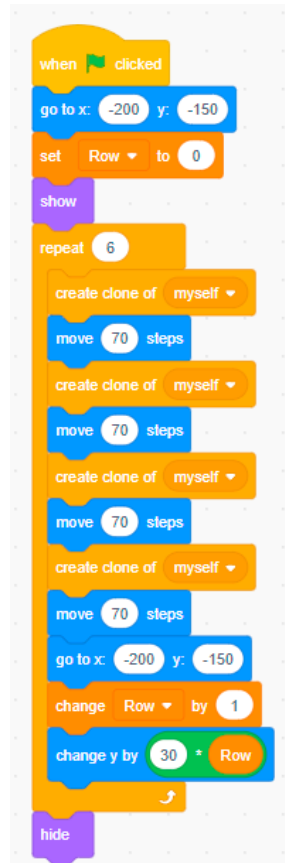 when clicked
go to x: -200 y: -150
set Row to 0
show
repeat 6
create clone of myself
move 70 steps
create clone of myself
move 70 steps
create clone of myself
move 70 steps
create clone of myself
move 70 steps
go to x: -200 y: -150
change Row by 1
change y by 30 * Row
hide